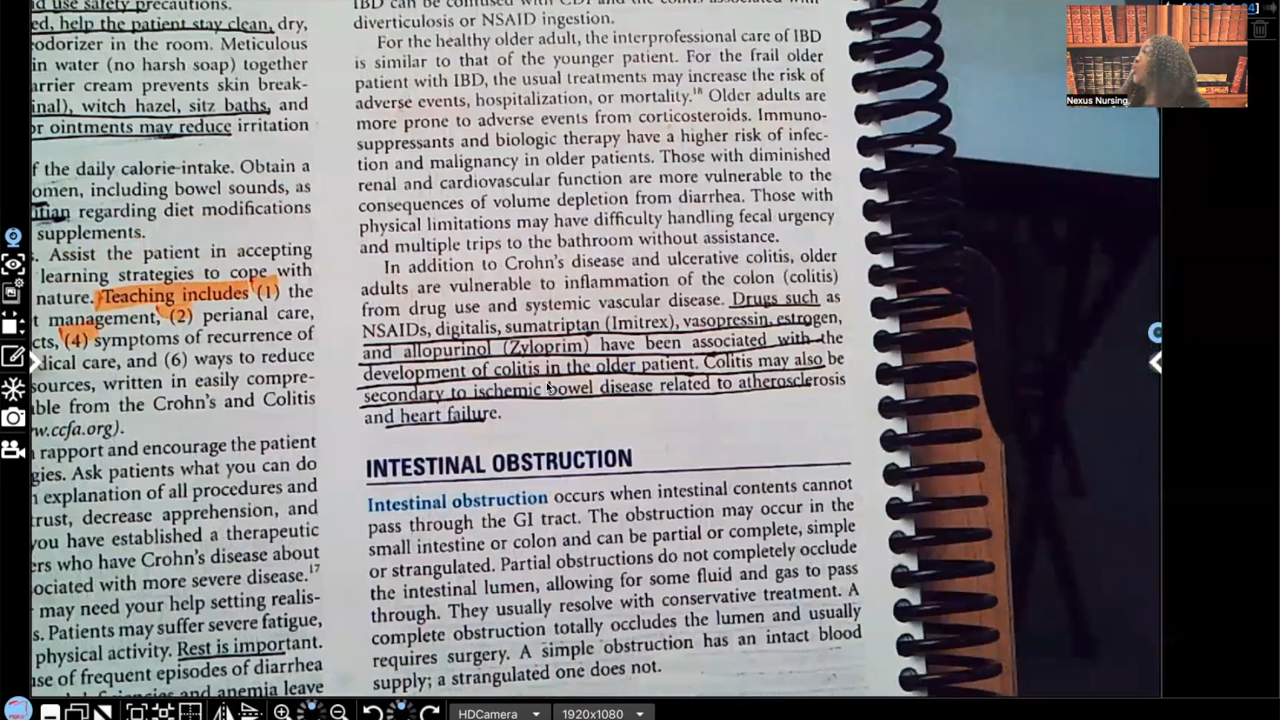 nd use safety precautions.
ed, help the patient stay clean, dry,
eodorizer in the room. Meticulous
in water (no harsh soap) together
arrier cream prevents skin break-
inal), witch hazel, sitz baths, and
or ointments may reduce irritation
f the daily calorie intake. Obtain a
omen, including bowel sounds, as
itian regarding diet modifications
supplements.
. Assist the patient in accepting
learning strategies to cope with
nature. Teaching includes (1) the
t management, (2) perianal care,
cts, (4) symptoms of recurrence of
dical care, and (6) ways to reduce
sources, written in easily compre-
ble from the Crohn's and Colitis
w.ccfa.org).
rapport and encourage the patient
gies. Ask patients what you can do
explanation of all procedures and
trust, decrease apprehension, and
you have established a therapeutic
ers who have Crohn's disease about
ociated with more severe disease.17
may need your help setting realis-
s. Patients may suffer severe fatigue,
physical activity. Rest is important.
se of frequent episodes of diarrhea
and anemia leave
diverticulosis or NSAID ingestion.
For the healthy older adult, the interprofessional care of IBD
is similar to that of the younger patient. For the frail older
patient with IBD, the usual treatments may increase the risk of
adverse events, hospitalization, or mortality.18 Older adults are
more prone to adverse events from corticosteroids. Immuno-
suppressants and biologic therapy have a higher risk of infec-
tion and malignancy in older patients. Those with diminished
renal and cardiovascular function are more vulnerable to the
consequences of volume depletion from diarrhea. Those with
physical limitations may have difficulty handling fecal urgency
and multiple trips to the bathroom without assistance.
In addition to Crohn's disease and ulcerative colitis, older
adults are vulnerable to inflammation of the colon (colitis)
from drug use and systemic vascular disease. Drugs such as
NSAIDs, digitalis, sumatriptan (Imitrex), vasopressin, estrogen,
and allopurinol (Zyloprim) have been associated with the
development of colitis in the older patient. Colitis may also be
secondary to ischemic bowel disease related to atherosclerosis
and heart failure.
INTESTINAL OBSTRUCTION
Intestinal obstruction occurs when intestinal contents cannot
pass through the GI tract. The obstruction may occur in the
small intestine or colon and can be partial or complete, simple
or strangulated. Partial obstructions do not completely occlude
the intestinal lumen, allowing for some fluid and gas to pass
through. They usually resolve with conservative treatment. A
complete obstruction totally occludes the lumen and usually
requires surgery. A simple obstruction has an intact blood
supply; a strangulated one does not.
Nexus Nursing
HDCamera
1920x1080